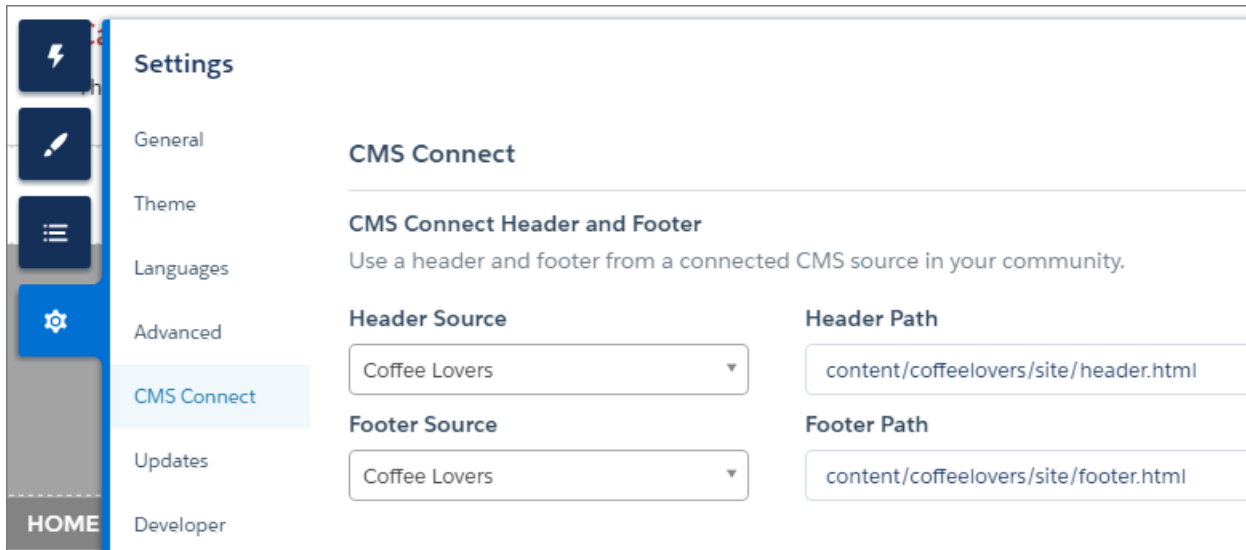 Settings
General
Theme
Languages
Advanced
CMS Connect
Updates
Developer
HOME
CMS Connect
CMS Connect Header and Footer
Use a header and footer from a connected CMS source in your community.
Header Source
Header Path
Coffee Lovers
content/coffeelovers/site/header.html
Footer Source
Footer Path
Coffee Lovers
content/coffeelovers/site/footer.html